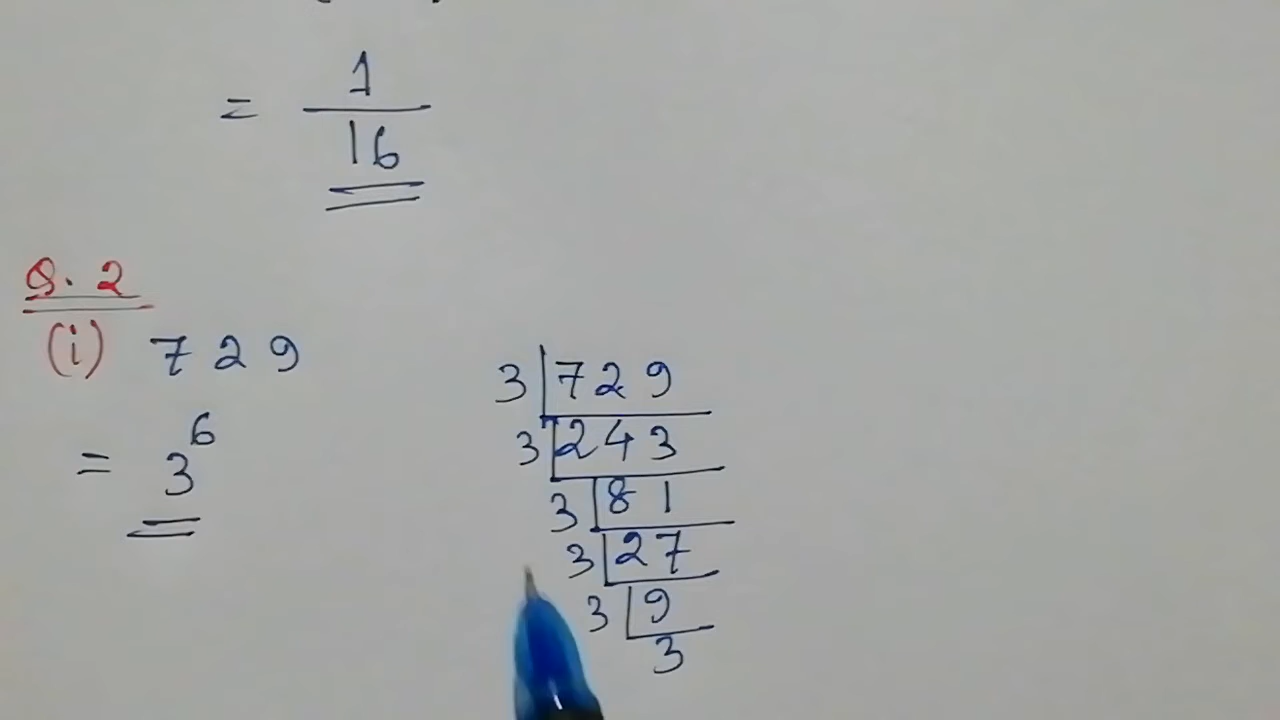 = 1
16
Q. 2
(i) 729
= 3^6
3 | 729
3 | 243
3 | 81
3 | 27
3 | 9
3